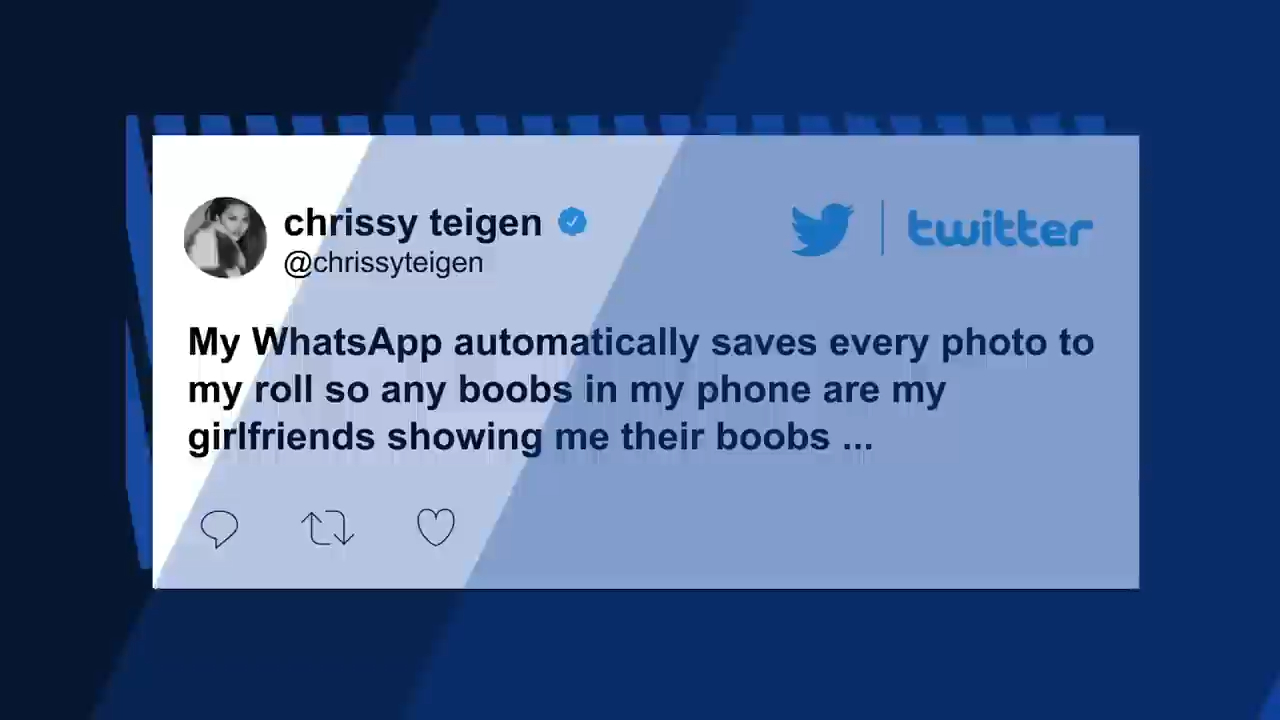 chrissy teigen
@chrissyteigen
twitter
My WhatsApp automatically saves every photo to
my roll so any boobs in my phone are my
girlfriends showing me their boobs ...